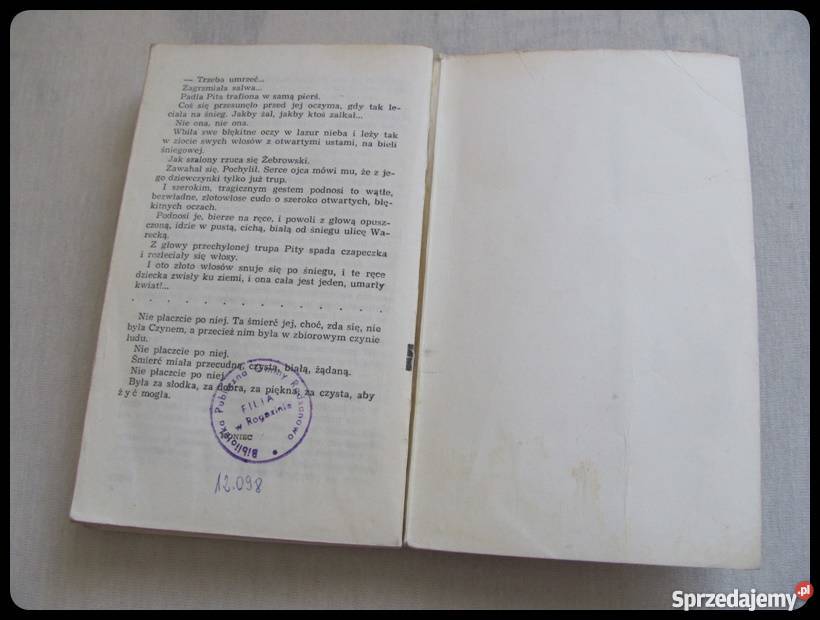 — Trzeba umrzeć...
Zagrzmiała salwa...
Padła Pita trafiona w samą pierś.
Coś się przesunęło przed jej oczyma, gdy tak le-
ciała na śnieg. Jakby żal, jakby ktoś załkał...
Nie ona, nie ona.
Wbiła swe błękitne oczy w lazur nieba i leży tak
w złocie swych włosów z otwartymi ustami, na bieli
śniegowej.
Jak szalony rzuca się Żebrowski.
Zawahał się. Pochylił. Serce ojca mówi mu, że z je-
go dziewczynki tylko już trup.
I szerokim, tragicznym gestem podnosi to wątłe,
bezwładne, złotowłose cudo o szeroko otwartych, błę-
kitnych oczach.
Podnosi je, bierze na ręce, i powoli z głową opusz-
czoną, idzie w pustą, cichą, białą od śniegu ulicę Wa-
recką.
Z głowy przechylonej trupa Pity spada czapeczka
i rozleciały się włosy.
I oto złoto włosów snuje się po śniegu, i te ręce
dziecka zwisły ku ziemi, i ona cała jest jeden, umarły
kwiat!...
. . . . . . . . . . . . . .
Nie płaczcie po niej. Ta śmierć jej, choć, zda się, nie
była Czynem, a przecież nim była w zbiorowym czynie
ludu.
Nie płaczcie po niej.
Śmierć miała przecudną, czystą, białą, żądaną.
Nie płaczcie po niej.
Była za słodka, za dobra, za piękna, za czysta, aby
żyć mogła.
KONIEC
Biblioteka Publiczna Gminy Radzanowo
FILIA
w Rogozinie
12.098
Sprzedajemy.pl